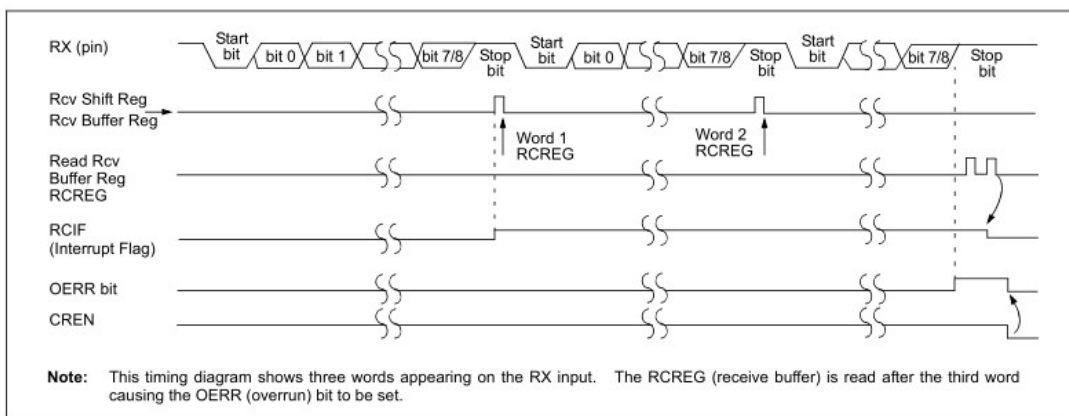 RX (pin)
Start bit
bit 0
bit 1
bit 7/8
Stop bit
Start bit
bit 0
bit 7/8
Stop bit
Start bit
bit 7/8
Stop bit
Rcv Shift Reg
Rcv Buffer Reg
Word 1
RCREG
Word 2
RCREG
Read Rcv
Buffer Reg
RCREG
RCIF
(Interrupt Flag)
OERR bit
CREN
Note: This timing diagram shows three words appearing on the RX input. The RCREG (receive buffer) is read after the third word
causing the OERR (overrun) bit to be set.